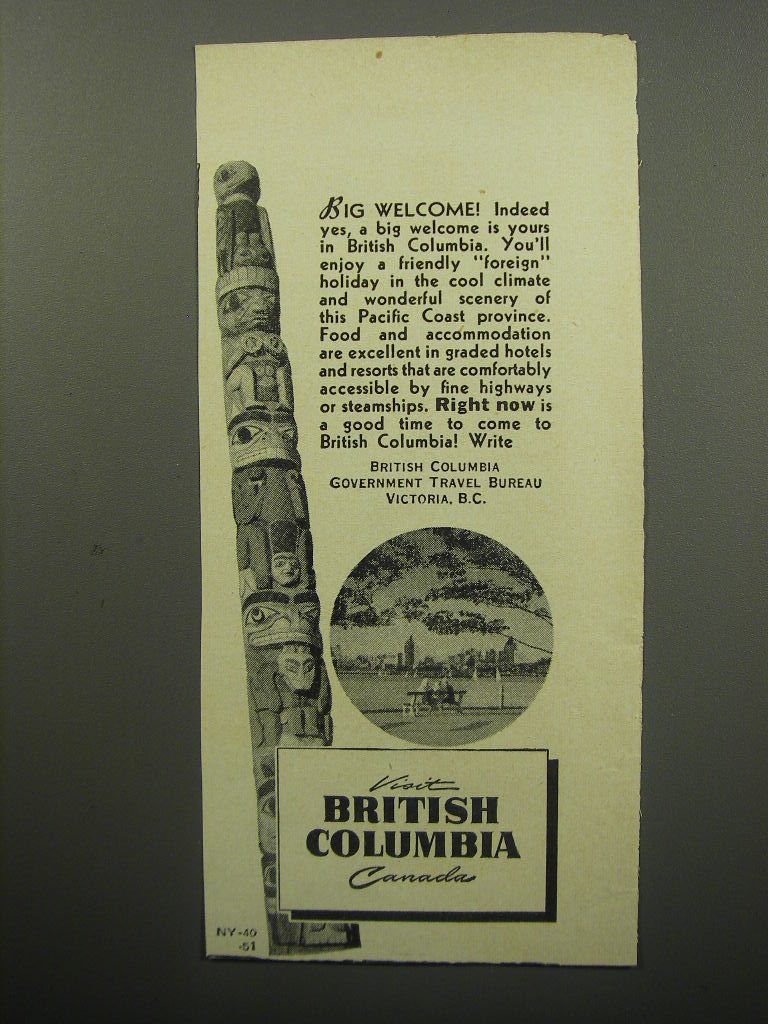 BIG WELCOME! Indeed
yes, a big welcome is yours
in British Columbia. You'll
enjoy a friendly "foreign"
holiday in the cool climate
and wonderful scenery of
this Pacific Coast province.
Food and accommodation
are excellent in graded hotels
and resorts that are comfortably
accessible by fine highways
or steamships. Right now is
a good time to come to
British Columbia! Write
BRITISH COLUMBIA
GOVERNMENT TRAVEL BUREAU
VICTORIA, B.C.
Visit
BRITISH
COLUMBIA
Canada
NY-40
-51